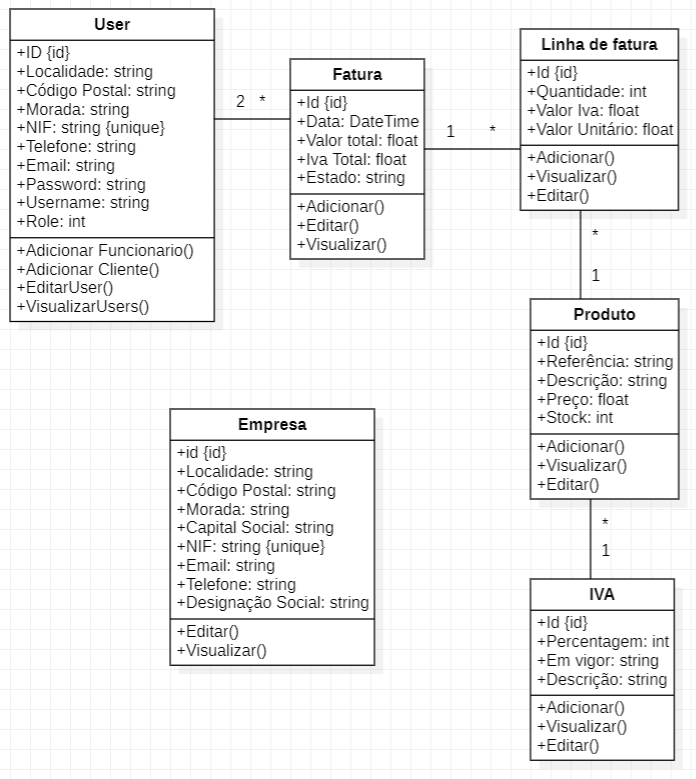 User
+ID {id}
+Localidade: string
+Código Postal: string
+Morada: string
+NIF: string {unique}
+Telefone: string
+Email: string
+Password: string
+Username: string
+Role: int
+Adicionar Funcionario()
+Adicionar Cliente()
+EditarUser()
+VisualizarUsers()
2 *
Fatura
+Id {id}
+Data: DateTime
+Valor total: float
+Iva Total: float
+Estado: string
+Adicionar()
+Editar()
+Visualizar()
1 *
Linha de fatura
+Id {id}
+Quantidade: int
+Valor Iva: float
+Valor Unitário: float
+Adicionar()
+Visualizar()
+Editar()
*
1
Produto
+Id {id}
+Referência: string
+Descrição: string
+Preço: float
+Stock: int
+Adicionar()
+Visualizar()
+Editar()
*
1
IVA
+Id {id}
+Percentagem: int
+Em vigor: string
+Descrição: string
+Adicionar()
+Visualizar()
+Editar()
Empresa
+id {id}
+Localidade: string
+Código Postal: string
+Morada: string
+Capital Social: string
+NIF: string {unique}
+Email: string
+Telefone: string
+Designação Social: string
+Editar()
+Visualizar()